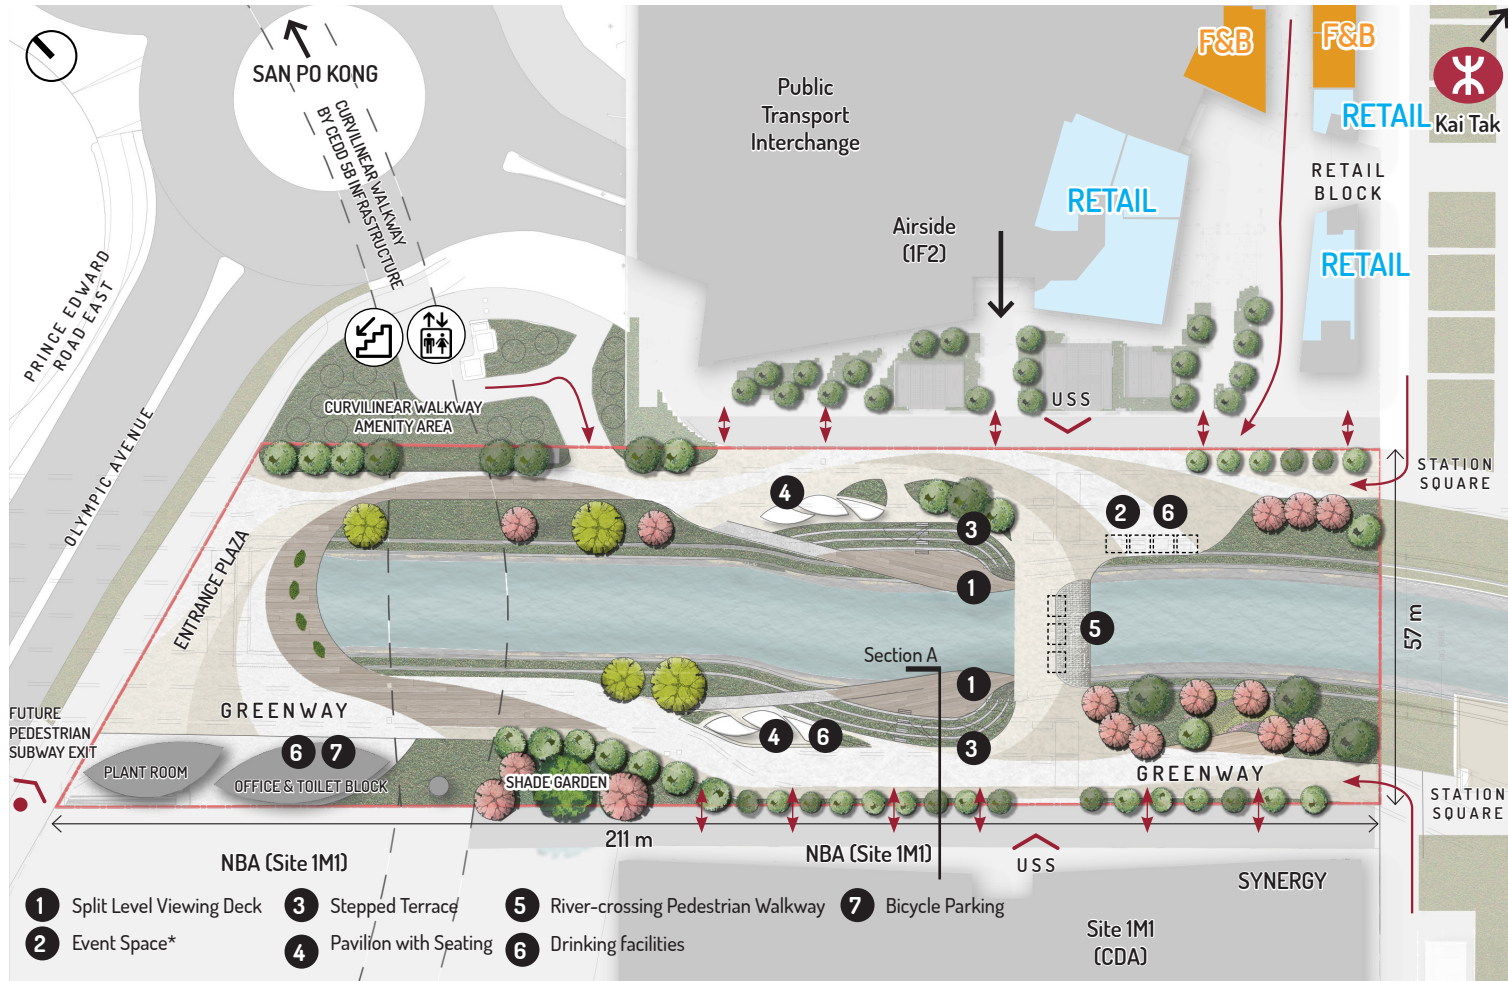 SAN PO KONG
CURVILINEAR WALKWAY
BY CEDD 5B INFRASTRUCTURE
Public
Transport
Interchange
F&B
F&B
RETAIL
Kai Tak
RETAIL
BLOCK
RETAIL
RETAIL
Airside
(1F2)
PRINCE EDWARD
ROAD EAST
OLYMPIC AVENUE
CURVILINEAR WALKWAY
AMENITY AREA
USS
STATION
SQUARE
ENTRANCE PLAZA
4
3
2
6
1
5
57 m
Section A
1
GREENWAY
FUTURE
PEDESTRIAN
SUBWAY EXIT
6
7
4
6
3
PLANT ROOM
OFFICE & TOILET BLOCK
SHADE GARDEN
GREENWAY
STATION
SQUARE
211 m
NBA (Site 1M1)
NBA (Site 1M1)
USS
SYNERGY
1 Split Level Viewing Deck
3 Stepped Terrace
5 River-crossing Pedestrian Walkway
7 Bicycle Parking
2 Event Space*
4 Pavilion with Seating
6 Drinking facilities
Site 1M1
(CDA)